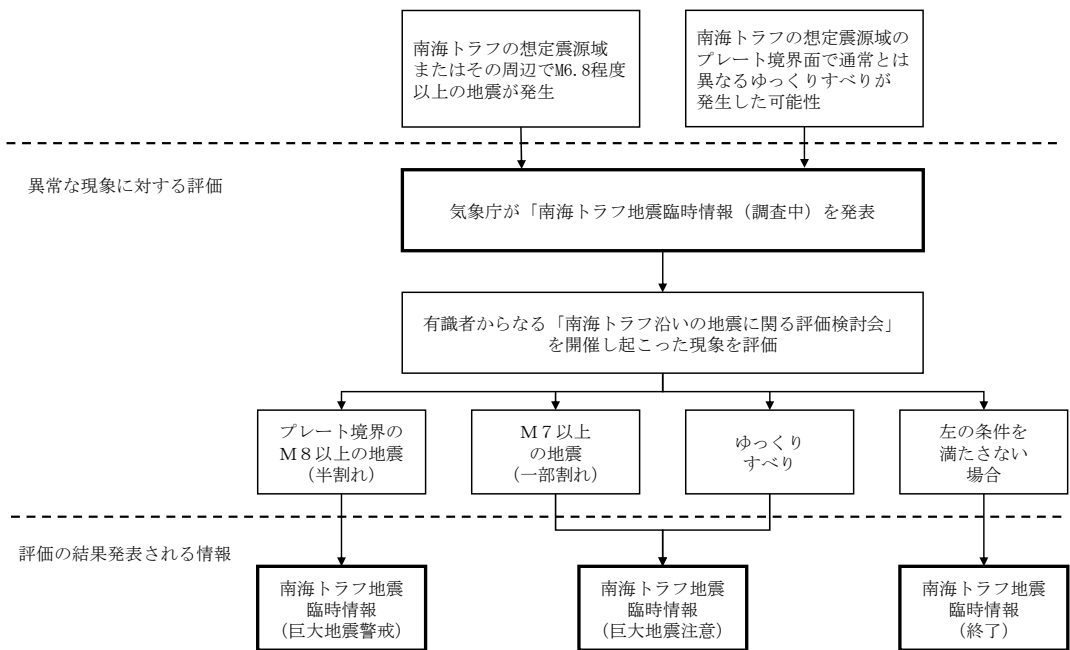 南海トラフの想定震源域
またはその周辺でM6.8程度
以上の地震が発生
南海トラフの想定震源域の
プレート境界面で通常とは
異なるゆっくりすべりが
発生した可能性
異常な現象に対する評価
気象庁が「南海トラフ地震臨時情報（調査中）を発表
有識者からなる「南海トラフ沿いの地震に関る評価検討会」
を開催し起こった現象を評価
プレート境界の
Ｍ８以上の地震
（半割れ）
Ｍ７以上
の地震
（一部割れ）
ゆっくり
すべり
左の条件を
満たさない
場合
評価の結果発表される情報
南海トラフ地震
臨時情報
（巨大地震警戒）
南海トラフ地震
臨時情報
（巨大地震注意）
南海トラフ地震
臨時情報
（終了）